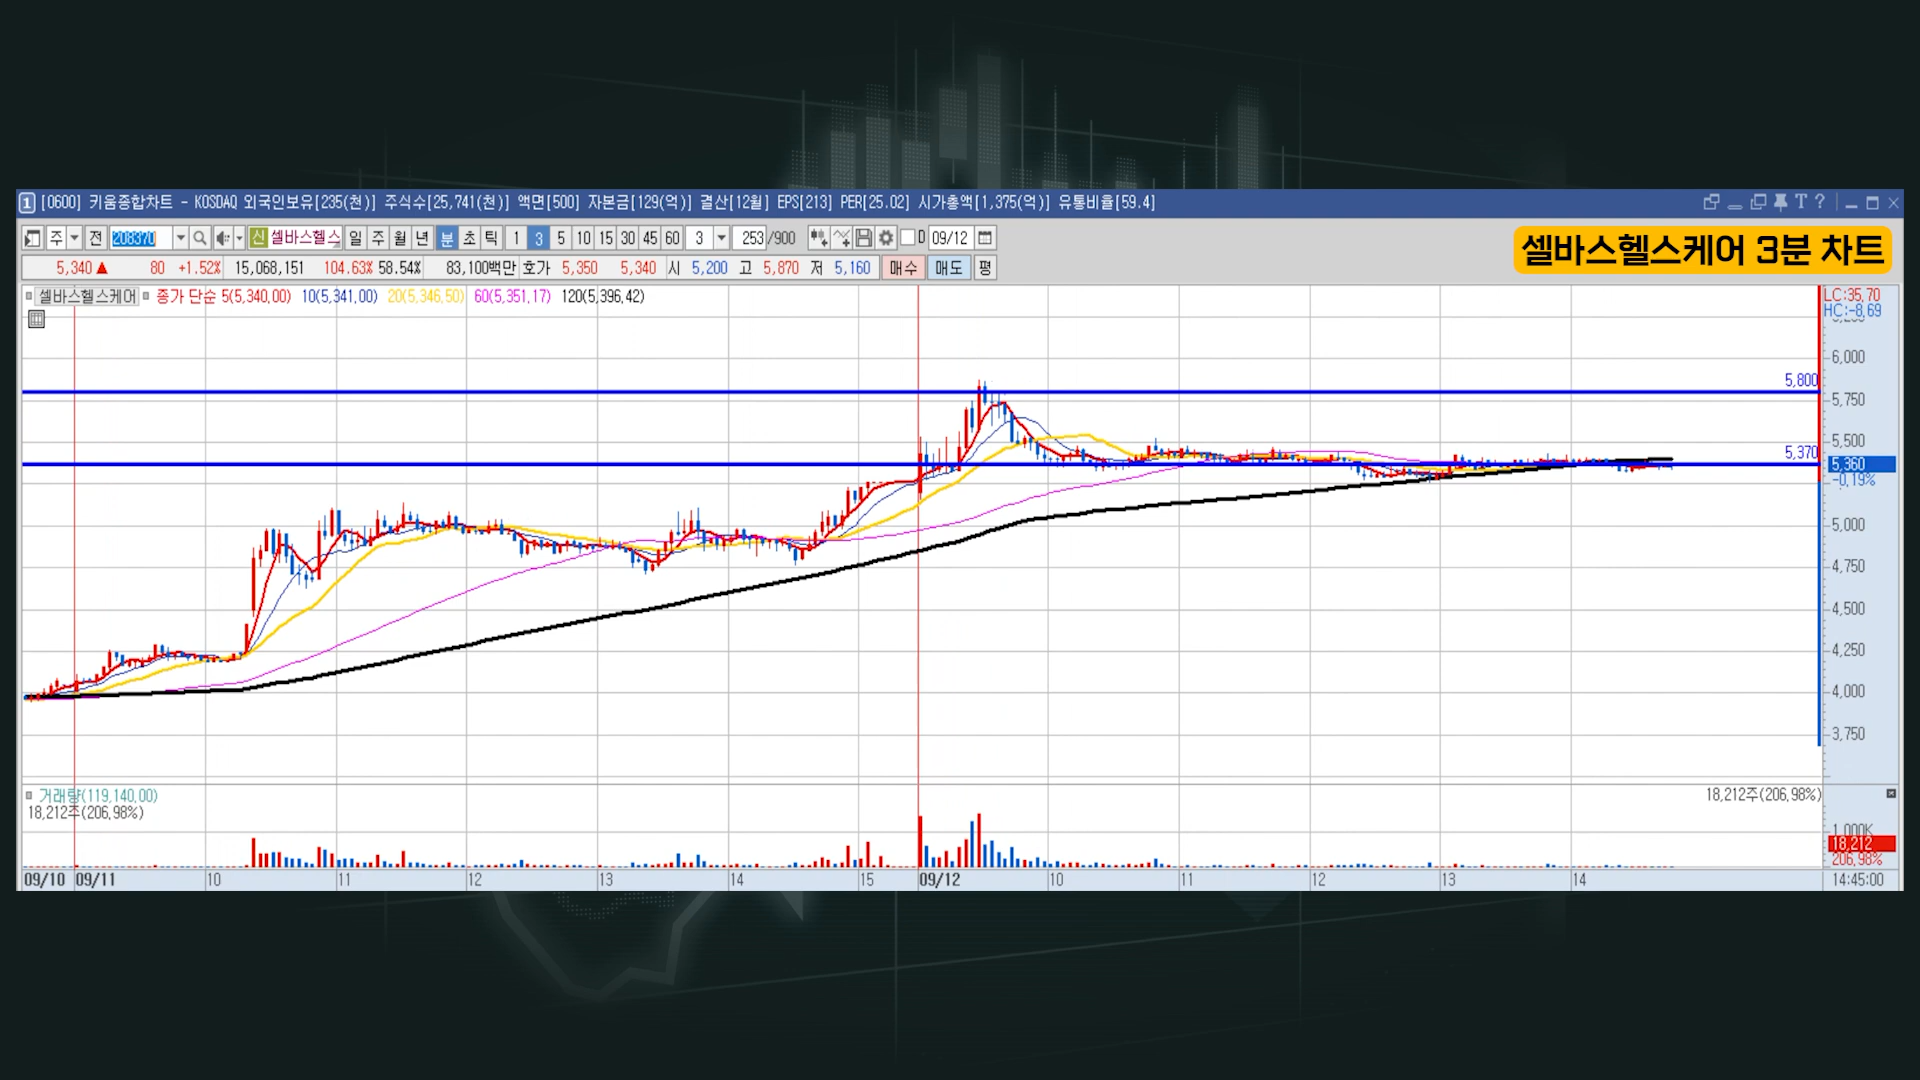 1 [0600] 키움종합차트 - KOSDAQ 외국인보유[235(천)] 주식수[25,741(천)] 액면[500] 자본금[129(억)] 결산[12월] EPS[213] PER[25.02] 시가총액[1,375(억)] 유통비율[59.4]
주 전 208370 신 셀바스헬스 일 주 월 년 분 초 틱 1 3 5 10 15 30 45 60 3 253 /900 D 09/12
셀바스헬스케어 3분 차트
5,340 ▲ 80 +1.52% 15,068,151 104.63% 58.54% 83,100백만 호가 5,350 5,340 시 5,200 고 5,870 저 5,160 매수 매도 평
셀바스헬스케어 종가 단순 5(5,340,00) 10(5,341,00) 20(5,346,50) 60(5,351,17) 120(5,396,42)
LC:35,70
HC:-8,69
6,000
5,800
5,750
5,500
5,370
5,360
-0,19%
5,000
4,750
4,500
4,250
4,000
3,750
거래량(119,140,00)
18,212주(206,98%)
18,212주(206,98%)
1,000K
18,212
206,98%
09/10 09/11 10 11 12 13 14 15 09/12 10 11 12 13 14 14:45:00